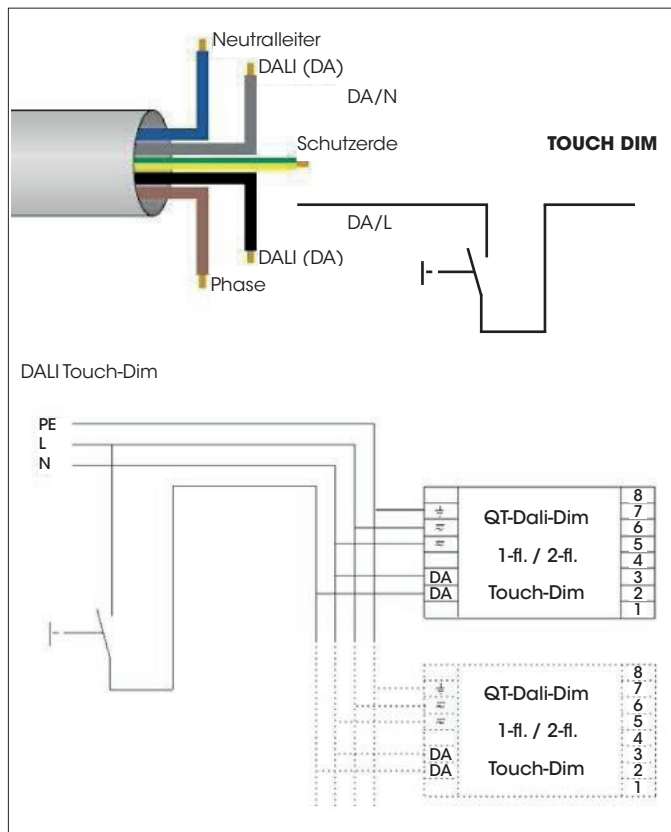 Neutralleiter
DALI (DA)
DA/N
Schutzerde
TOUCH DIM
DA/L
DALI (DA)
Phase
DALI Touch-Dim
PE
L
N
8
QT-Dali-Dim 7
6
1-fl. / 2-fl. 5
4
DA 3
DA Touch-Dim 2
1
8
QT-Dali-Dim 7
6
1-fl. / 2-fl. 5
4
DA 3
DA Touch-Dim 2
1